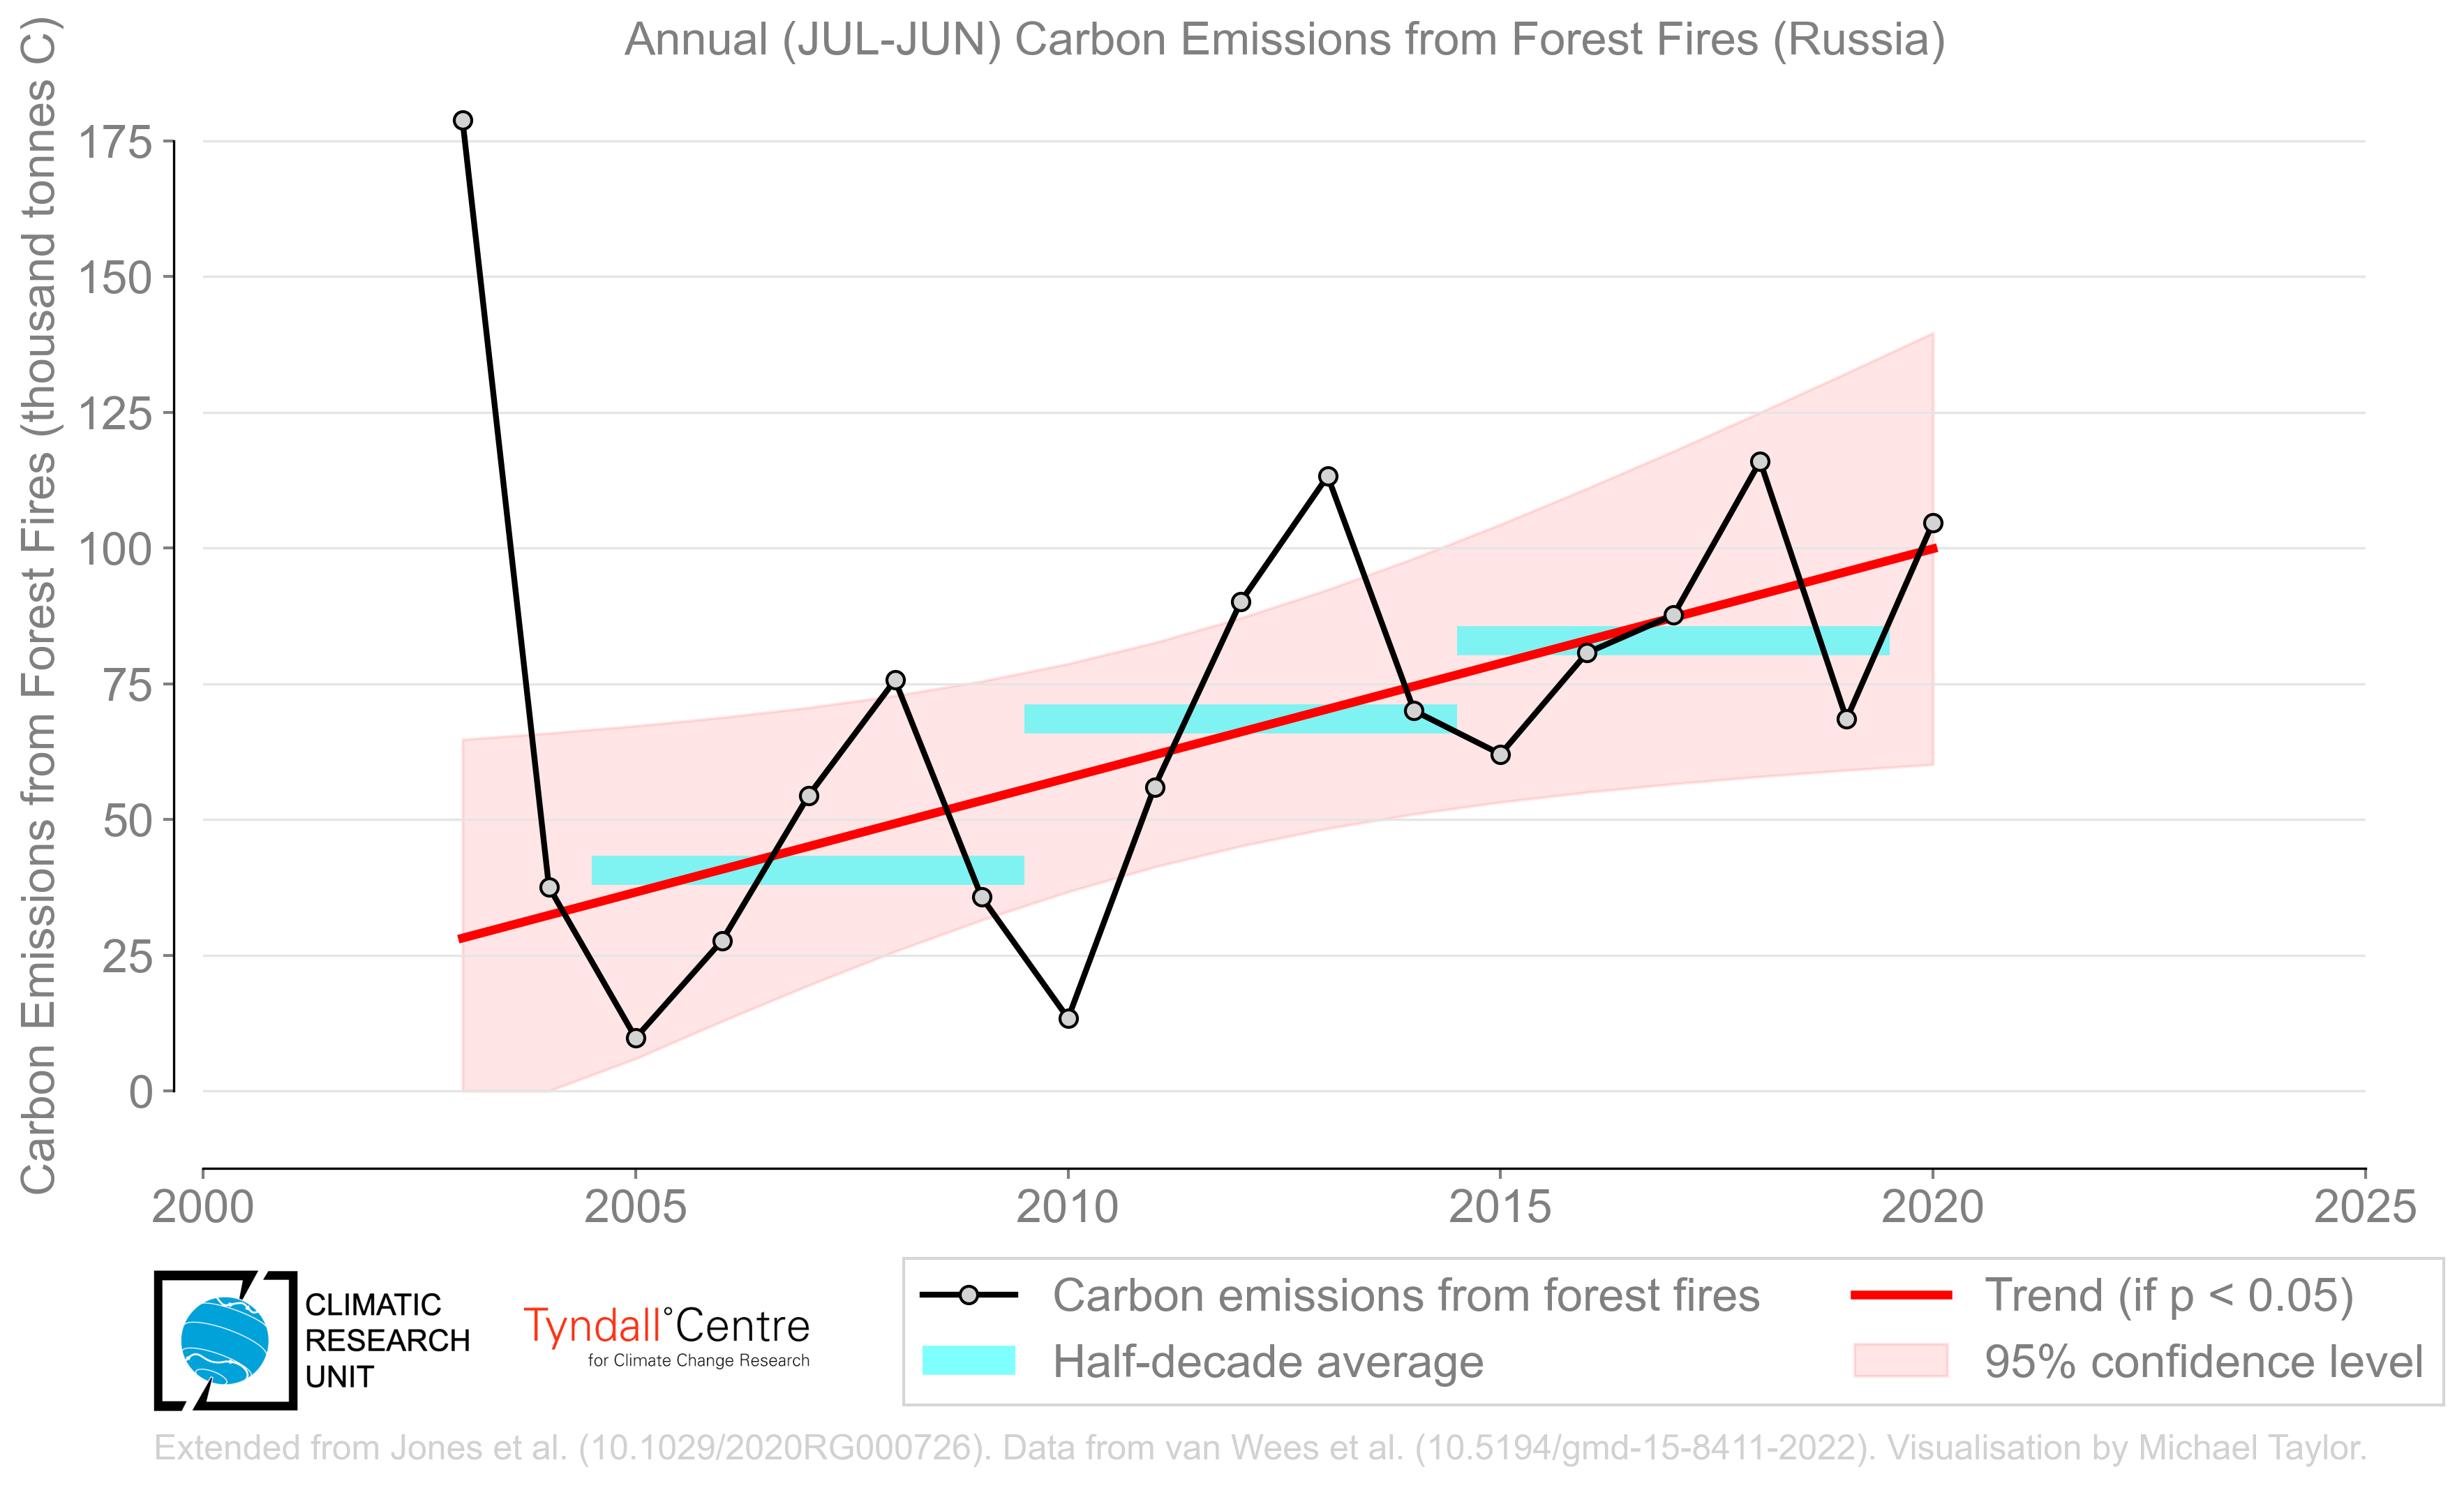 Annual (JUL-JUN) Carbon Emissions from Forest Fires (Russia)
Carbon Emissions from Forest Fires (thousand tonnes C)
175
150
125
100
75
50
25
0
2000 2005 2010 2015 2020 2025
CLIMATIC
RESEARCH
UNIT
Tyndall°Centre
for Climate Change Research
Carbon emissions from forest fires
Half-decade average
Trend (if p < 0.05)
95% confidence level
Extended from Jones et al. (10.1029/2020RG000726). Data from van Wees et al. (10.5194/gmd-15-8411-2022). Visualisation by Michael Taylor.